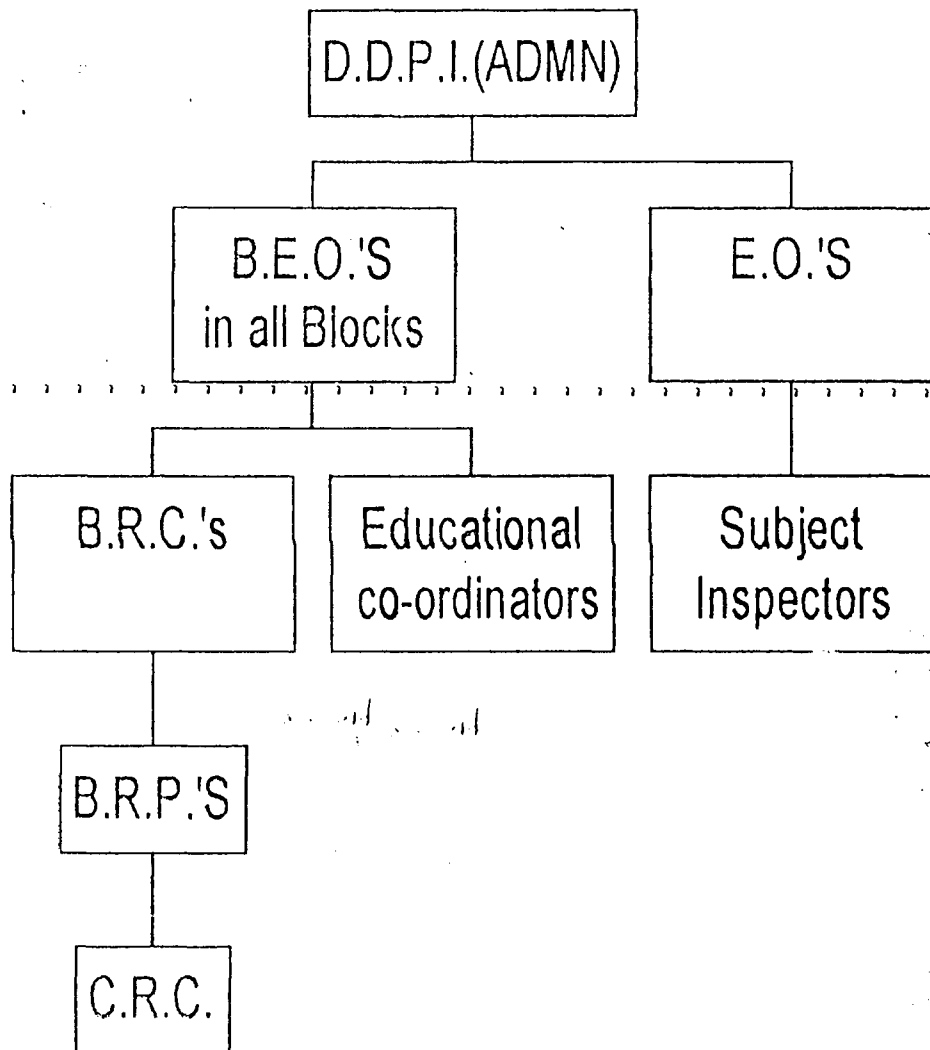 D.D.P.I.(ADMN)
B.E.O.'S
in all Blocks
E.O.'S
B.R.C.'s
Educational
co-ordinators
Subject
Inspectors
B.R.P.'S
C.R.C.